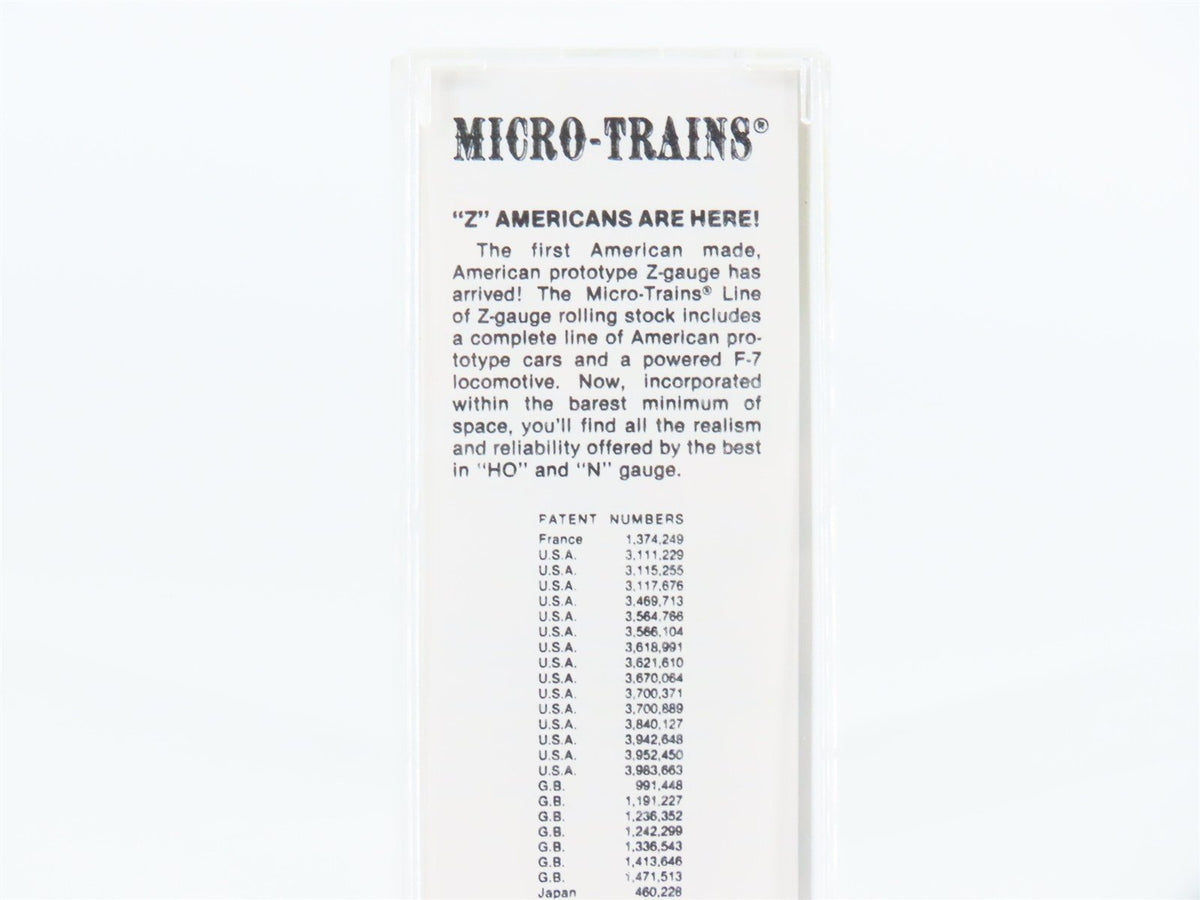 MICRO-TRAINS®
"Z" AMERICANS ARE HERE!
The first American made,
American prototype Z-gauge has
arrived! The Micro-Trains® Line
of Z-gauge rolling stock includes
a complete line of American pro-
totype cars and a powered F-7
locomotive. Now, incorporated
within the barest minimum of
space, you'll find all the realism
and reliability offered by the best
in "HO" and "N" gauge.
PATENT NUMBERS
France 1,374,249
U.S.A. 3,111,229
U.S.A. 3,115,255
U.S.A. 3,117,676
U.S.A. 3,469,713
U.S.A. 3,564,766
U.S.A. 3,566,104
U.S.A. 3,618,991
U.S.A. 3,621,610
U.S.A. 3,670,064
U.S.A. 3,700,371
U.S.A. 3,700,889
U.S.A. 3,840,127
U.S.A. 3,942,648
U.S.A. 3,952,450
U.S.A. 3,983,663
G.B. 991,448
G.B. 1,191,227
G.B. 1,236,352
G.B. 1,242,299
G.B. 1,336,543
G.B. 1,413,646
G.B. 1,471,513
Japan 460,228